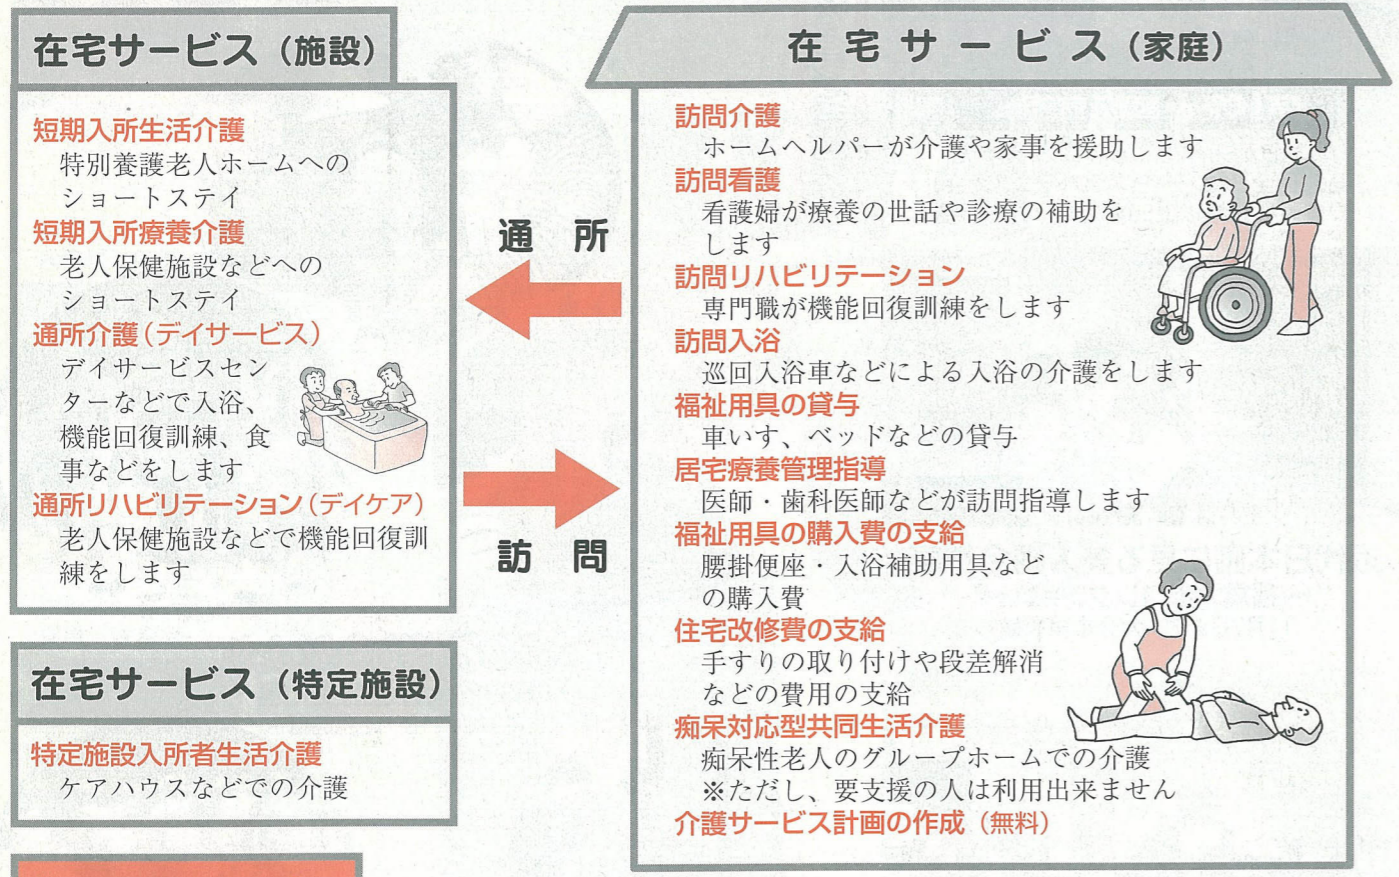 在宅サービス（施設）
短期入所生活介護
特別養護老人ホームへの
ショートステイ
短期入所療養介護
老人保健施設などへの
ショートステイ
通所介護（デイサービス）
デイサービスセン
ターなどで入浴、
機能回復訓練、食
事などをします
通所リハビリテーション（デイケア）
老人保健施設などで機能回復訓
練をします
在宅サービス（特定施設）
特定施設入所者生活介護
ケアハウスなどでの介護
通所
訪問
在宅サービス（家庭）
訪問介護
ホームヘルパーが介護や家事を援助します
訪問看護
看護婦が療養の世話や診療の補助を
します
訪問リハビリテーション
専門職が機能回復訓練をします
訪問入浴
巡回入浴車などによる入浴の介護をします
福祉用具の貸与
車いす、ベッドなどの貸与
居宅療養管理指導
医師・歯科医師などが訪問指導します
福祉用具の購入費の支給
腰掛便座・入浴補助用具など
の購入費
住宅改修費の支給
手すりの取り付けや段差解消
などの費用の支給
痴呆対応型共同生活介護
痴呆性老人のグループホームでの介護
※ただし、要支援の人は利用出来ません
介護サービス計画の作成（無料）